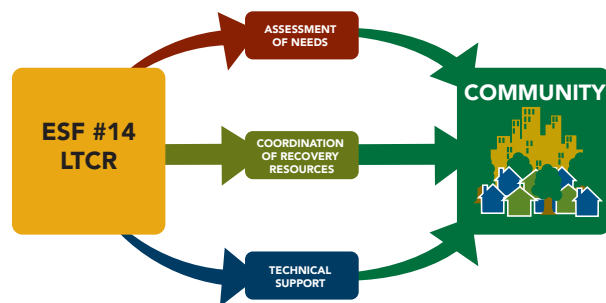 ASSESSMENT
OF NEEDS
ESF #14
LTCR
COORDINATION
OF RECOVERY
RESOURCES
COMMUNITY
TECHNICAL
SUPPORT